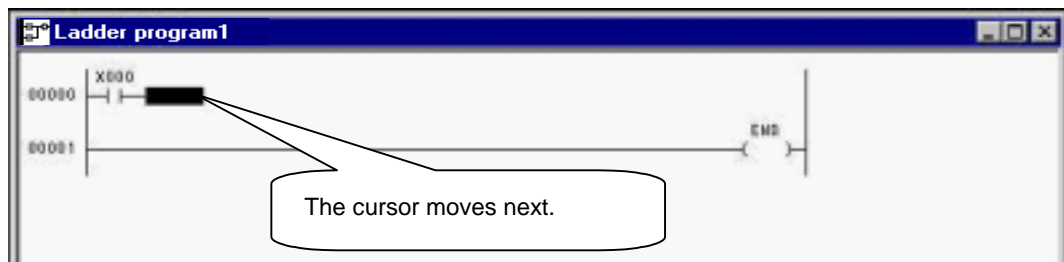 Ladder program1
X000
00000
END
00001
The cursor moves next.